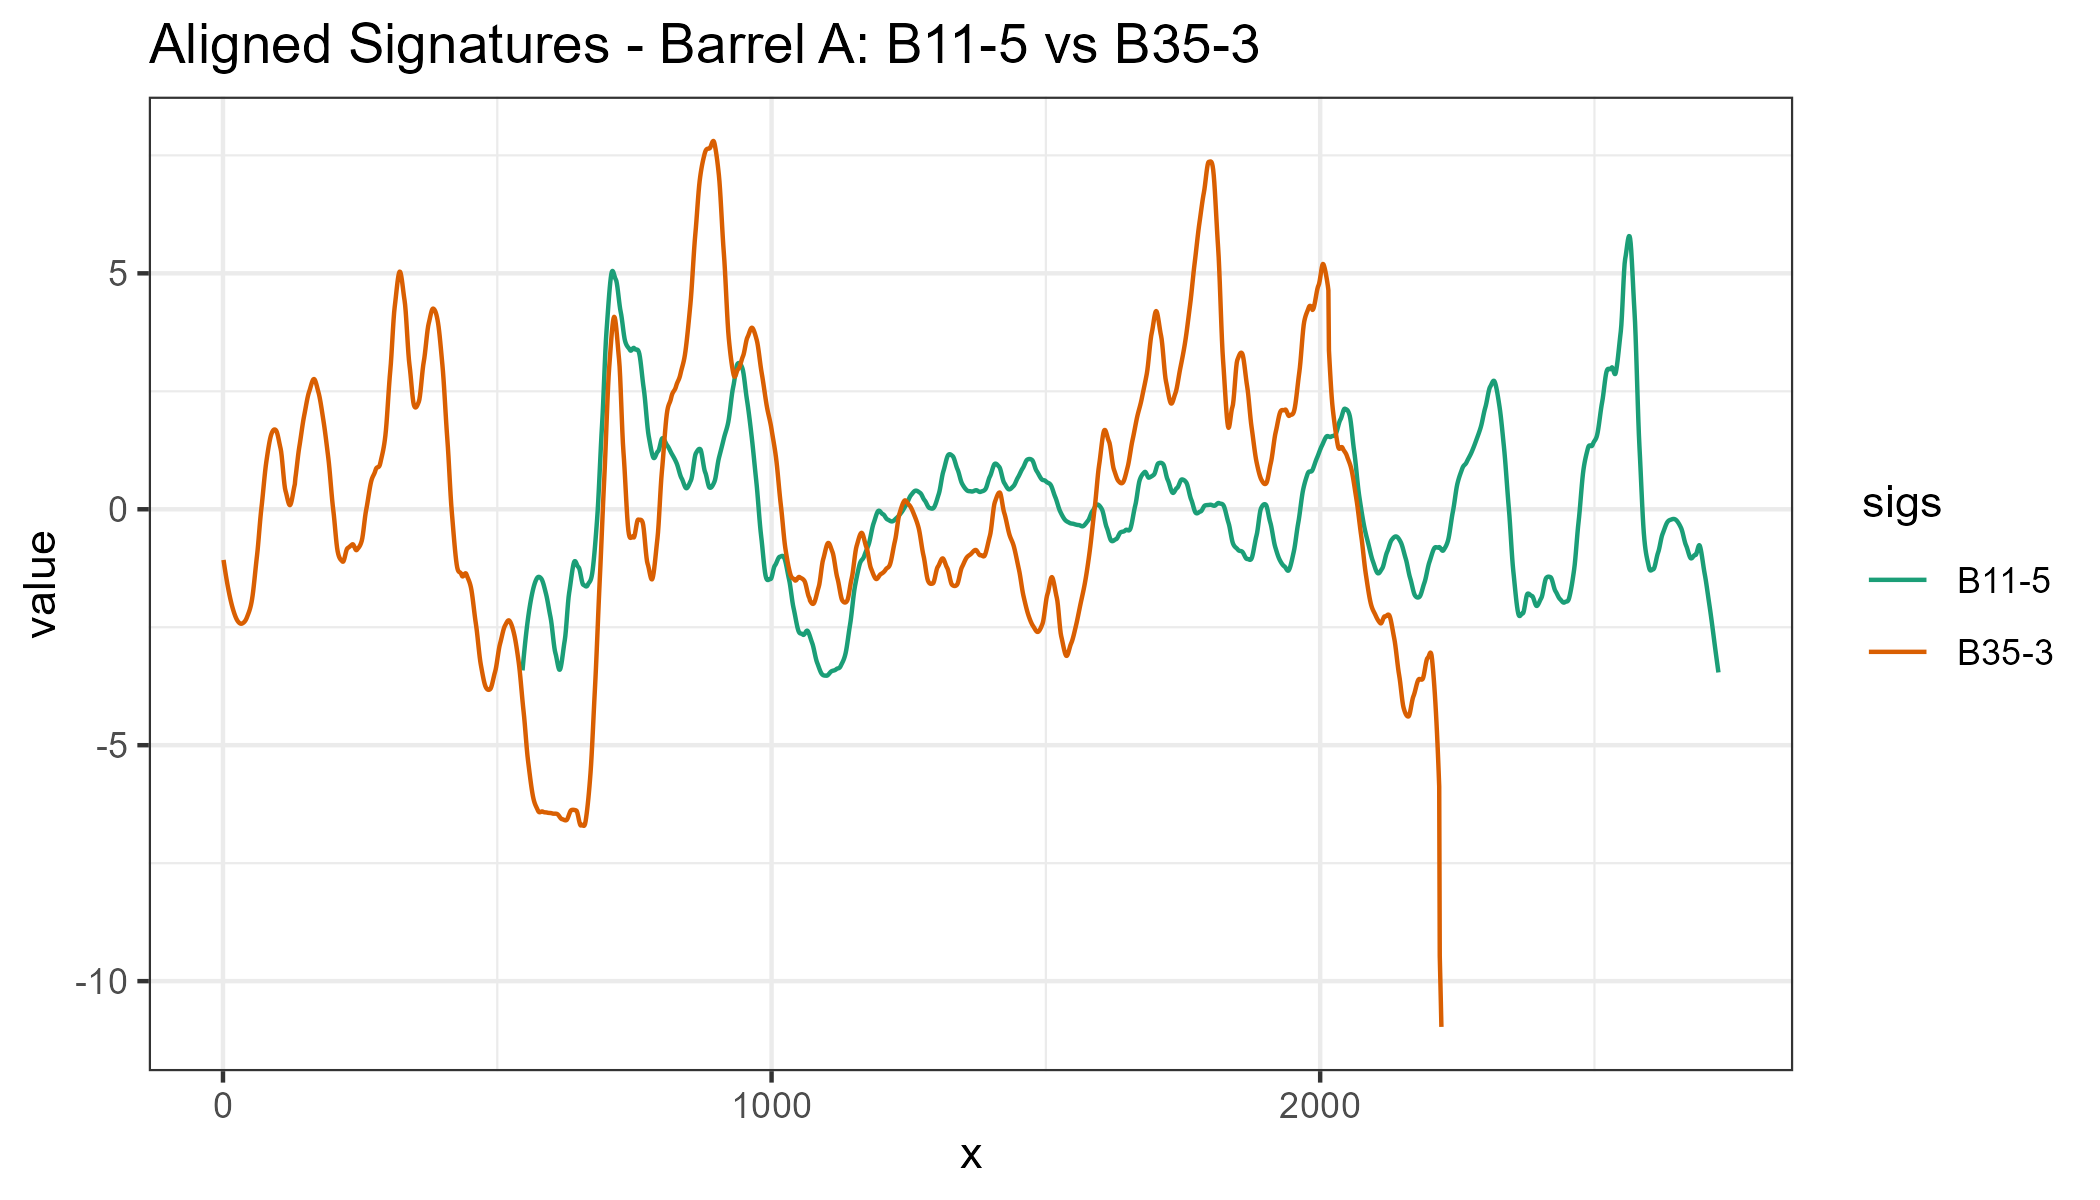 Aligned Signatures - Barrel A: B11-5 vs B35-3
value
5
0
-5
-10
0 1000 2000
x
sigs
B11-5
B35-3